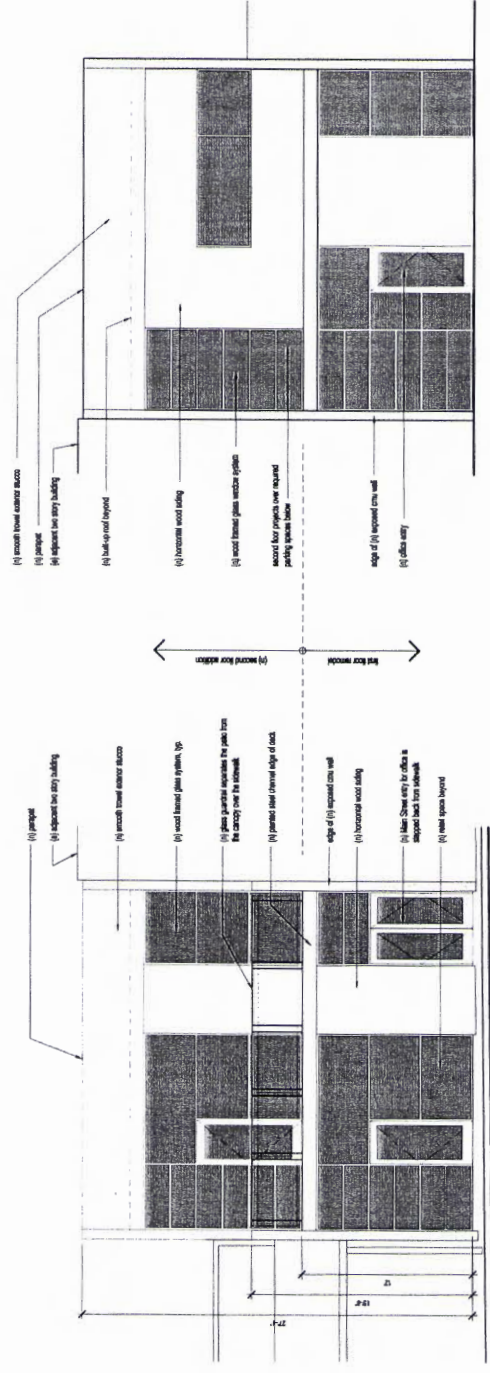 (n) smooth trowel exterior stucco
(n) parapet
(e) adjacent two story building
(n) built-up roof beyond
(n) horizontal wood siding
(n) wood framed glass window system
second floor projects over required
parking spaces below
edge of (n) exposed cmu wall
(n) office entry
(n) second floor addition
first floor remodel
(n) parapet
(e) adjacent two story building
(n) smooth trowel exterior stucco
(n) wood framed glass system, typ.
(n) glass guardrail separates the patio from
the canopy over the sidewalk
(n) painted steel channel edge of deck
edge of (n) exposed cmu wall
(n) horizontal wood siding
(n) Main Street entry for office is
stepped back from sidewalk
(n) retail space beyond
12'
27'-4"